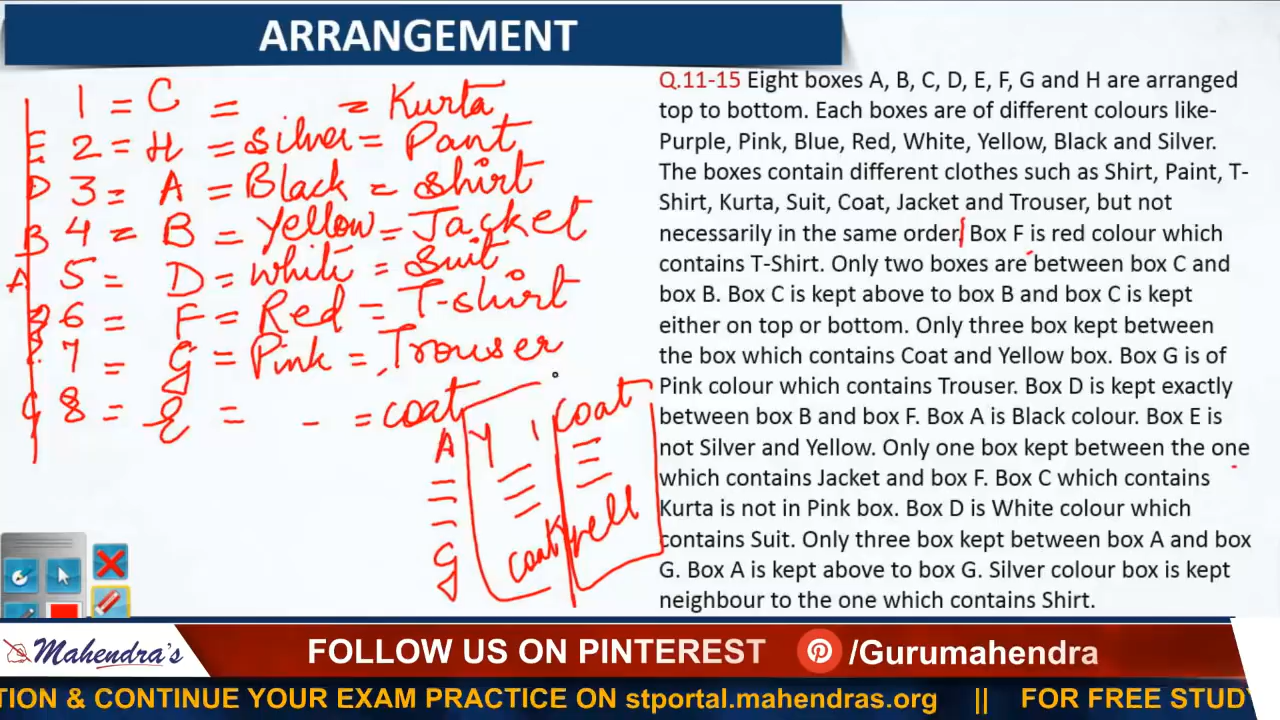 ARRANGEMENT
1 = C = = Kurta
E 2 = H = Silver = Pant
D 3 = A = Black = Shirt
B 4 = B = Yellow = Jacket
A 5 = D = White = Suit
6 = F = Red = T-shirt
7 = G = Pink = Trouser
8 = E = - = coat
A
G
Y
coat
coat
yell
Q.11-15 Eight boxes A, B, C, D, E, F, G and H are arranged
top to bottom. Each boxes are of different colours like-
Purple, Pink, Blue, Red, White, Yellow, Black and Silver.
The boxes contain different clothes such as Shirt, Paint, T-
Shirt, Kurta, Suit, Coat, Jacket and Trouser, but not
necessarily in the same order. Box F is red colour which
contains T-Shirt. Only two boxes are between box C and
box B. Box C is kept above to box B and box C is kept
either on top or bottom. Only three box kept between
the box which contains Coat and Yellow box. Box G is of
Pink colour which contains Trouser. Box D is kept exactly
between box B and box F. Box A is Black colour. Box E is
not Silver and Yellow. Only one box kept between the one
which contains Jacket and box F. Box C which contains
Kurta is not in Pink box. Box D is White colour which
contains Suit. Only three box kept between box A and box
G. Box A is kept above to box G. Silver colour box is kept
neighbour to the one which contains Shirt.
Mahendra's
FOLLOW US ON PINTEREST /Gurumahendra
TION & CONTINUE YOUR EXAM PRACTICE ON stportal.mahendras.org || FOR FREE STUDY